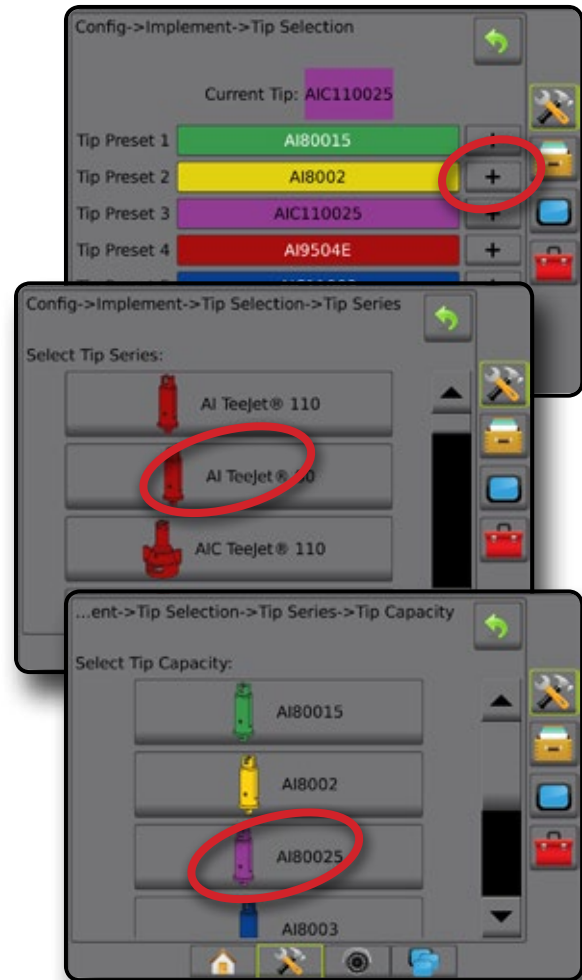 Config->Implement->Tip Selection
Current Tip: AIC110025
Tip Preset 1 AI80015 +
Tip Preset 2 AI8002 +
Tip Preset 3 AIC110025 +
Tip Preset 4 AI9504E +
Config->Implement->Tip Selection->Tip Series
Select Tip Series:
AI TeeJet® 110
AI TeeJet® 80
AIC TeeJet® 110
...ent->Tip Selection->Tip Series->Tip Capacity
Select Tip Capacity:
AI80015
AI8002
AI80025
AI8003